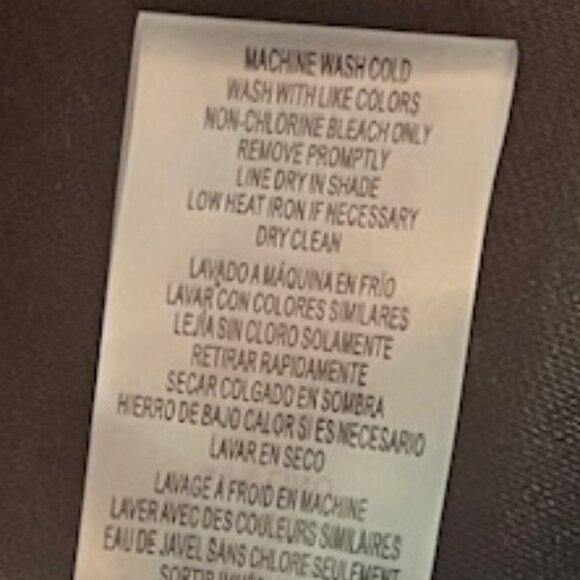 MACHINE WASH COLD
WASH WITH LIKE COLORS
NON-CHLORINE BLEACH ONLY
REMOVE PROMPTLY
LINE DRY IN SHADE
LOW HEAT IRON IF NECESSARY
DRY CLEAN
LAVADO A MÁQUINA EN FRÍO
LAVAR CON COLORES SIMILARES
LEJÍA SIN CLORO SOLAMENTE
RETIRAR RAPIDAMENTE
SECAR COLGADO EN SOMBRA
HIERRO DE BAJO CALOR SI ES NECESARIO
LAVAR EN SECO
LAVAGE À FROID EN MACHINE
LAVER AVEC DES COULEURS SIMILAIRES
EAU DE JAVEL SANS CHLORE SEULEMENT
SORTIR